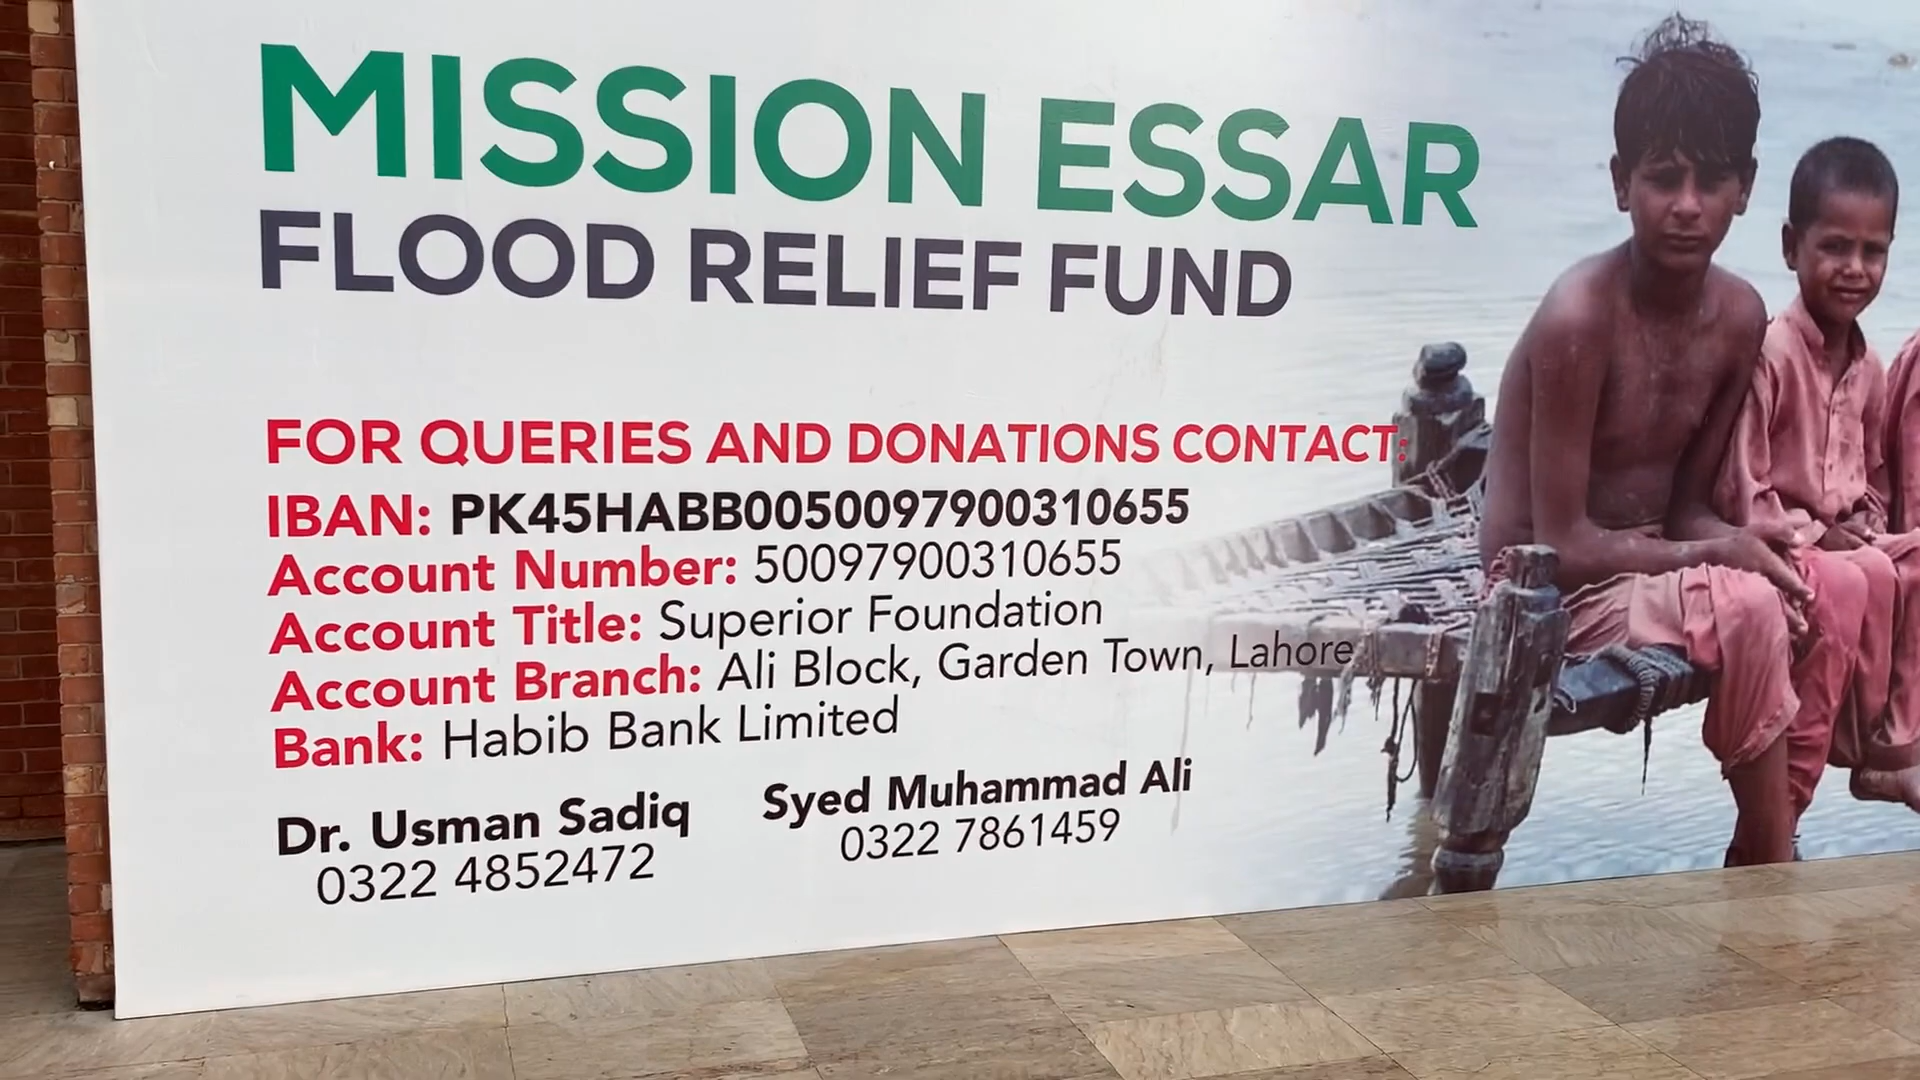 MISSION ESSAR
FLOOD RELIEF FUND
FOR QUERIES AND DONATIONS CONTACT:
IBAN: PK45HABB0050097900310655
Account Number: 50097900310655
Account Title: Superior Foundation
Account Branch: Ali Block, Garden Town, Lahore
Bank: Habib Bank Limited
Dr. Usman Sadiq
0322 4852472
Syed Muhammad Ali
0322 7861459